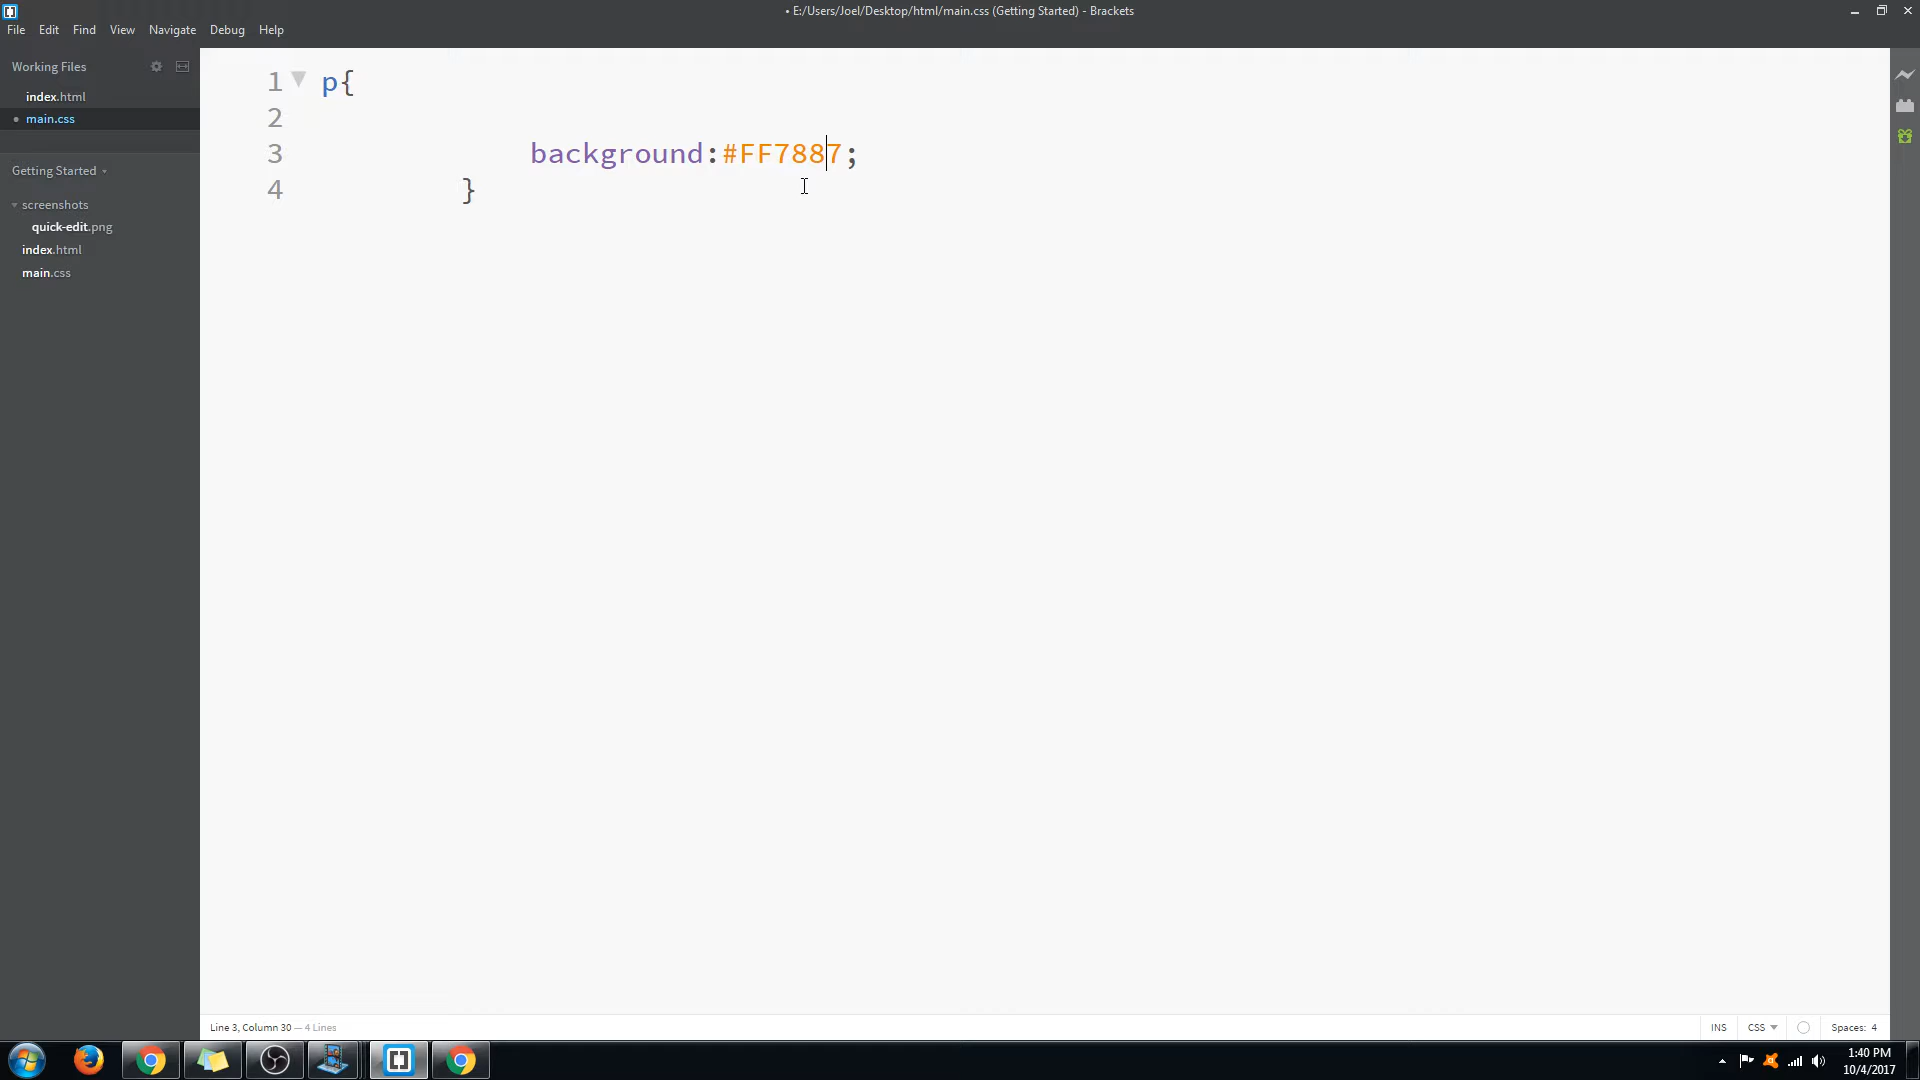 • E:/Users/Joel/Desktop/html/main.css (Getting Started) - Brackets
File Edit Find View Navigate Debug Help
Working Files
index.html
• main.css
Getting Started
screenshots
quick-edit.png
index.html
main.css
1 p{
2
3 background:#FF7887;
4 }
Line 3, Column 30 — 4 Lines
INS CSS Spaces: 4
1:40 PM
10/4/2017